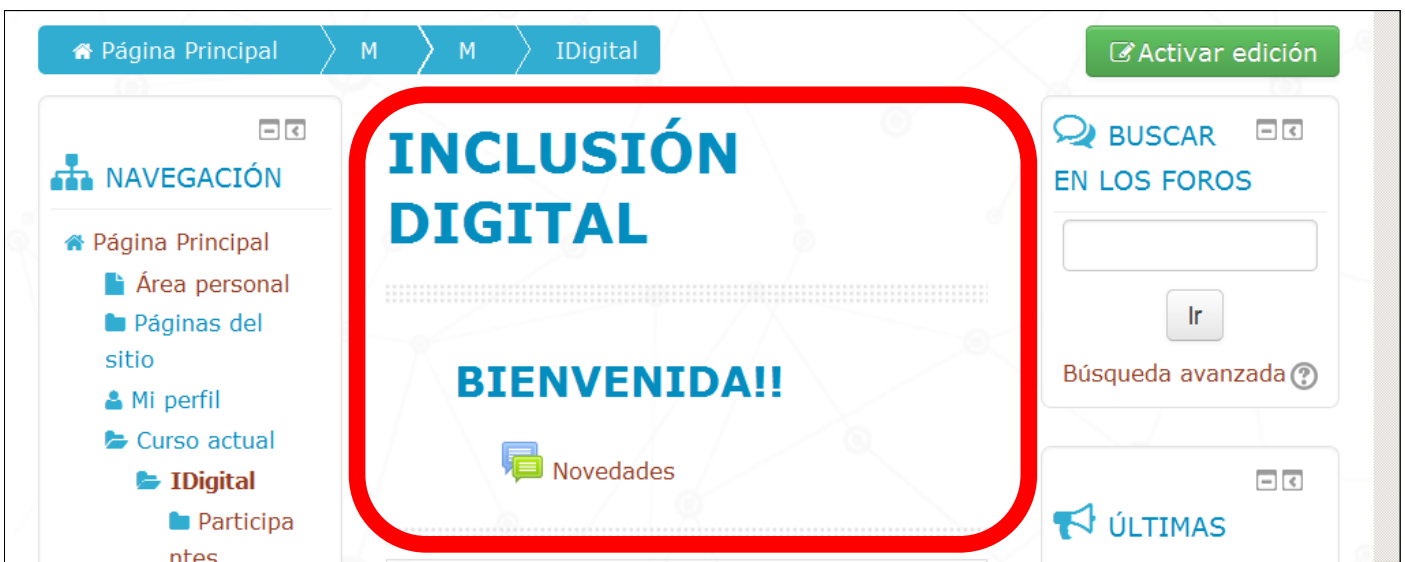 Página Principal
M
M
IDigital
Activar edición
NAVEGACIÓN
Página Principal
Área personal
Páginas del
sitio
Mi perfil
Curso actual
IDigital
Participa
ntes
INCLUSIÓN
DIGITAL
BIENVENIDA!!
Novedades
BUSCAR
EN LOS FOROS
Ir
Búsqueda avanzada
ÚLTIMAS